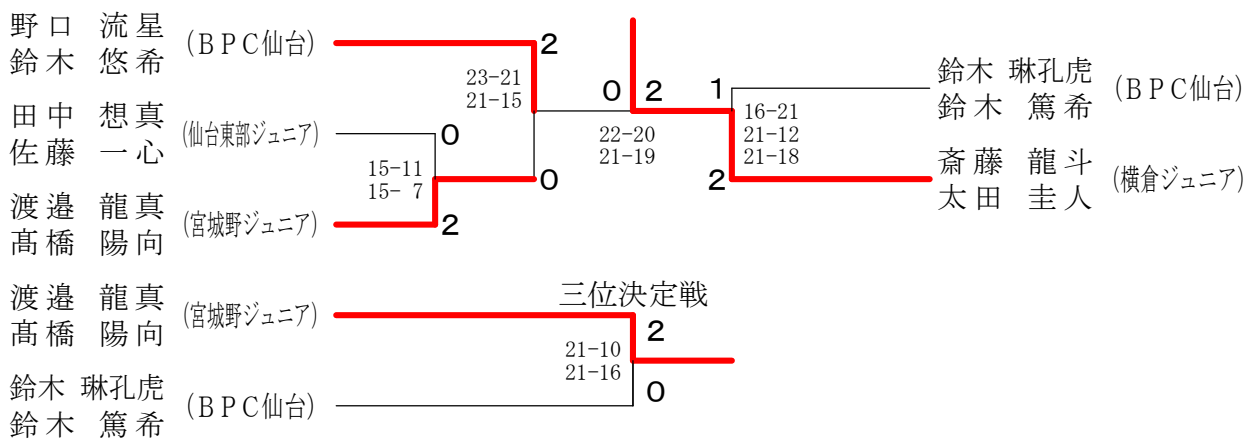 野口 流星
鈴木 悠希
(BPC仙台)
2
23-21
21-15
田中 想真
佐藤 一心
(仙台東部ジュニア)
0
15-11
15- 7
0
渡邉 龍真
髙橋 陽向
(宮城野ジュニア)
2
0 2
22-20
21-19
1
16-21
21-12
21-18
2
鈴木 琳孔虎
鈴木 篤希
(BPC仙台)
斎藤 龍斗
太田 圭人
(横倉ジュニア)
三位決定戦
渡邉 龍真
髙橋 陽向
(宮城野ジュニア)
2
21-10
21-16
0
鈴木 琳孔虎
鈴木 篤希
(BPC仙台)